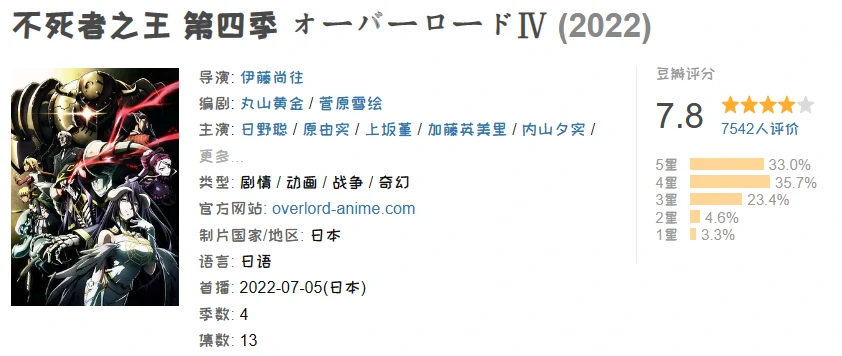 不死者之王 第四季 オーバーロードⅣ (2022)
导演: 伊藤尚往
编剧: 丸山黄金 / 菅原雪绘
主演: 日野聪 / 原由实 / 上坂堇 / 加藤英美里 / 内山夕实 /
更多...
类型: 剧情 / 动画 / 战争 / 奇幻
官方网站: overlord-anime.com
制片国家/地区: 日本
语言: 日语
首播: 2022-07-05(日本)
季数: 4
集数: 13
豆瓣评分
7.8
7542人评价
5星 33.0%
4星 35.7%
3星 23.4%
2星 4.6%
1星 3.3%